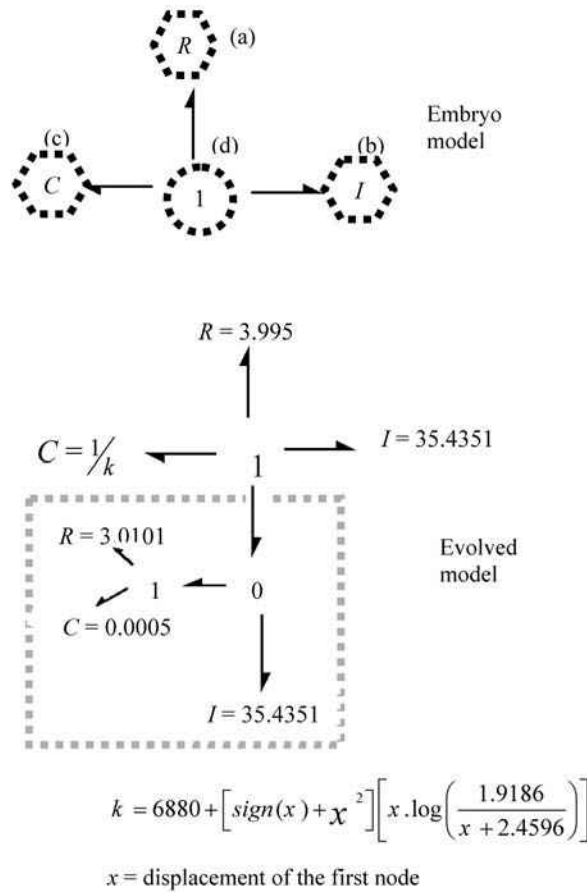 (a)
R
(c)
(d)
(b)
C
1
I
Embryo
model
R = 3.995
C = 1/k
1
I = 35.4351
R = 3.0101
1
0
C = 0.0005
Evolved
model
I = 35.4351
k = 6880 + [sign(x) + x ²] [x . log(1.9186 / x + 2.4596)]
x = displacement of the first node